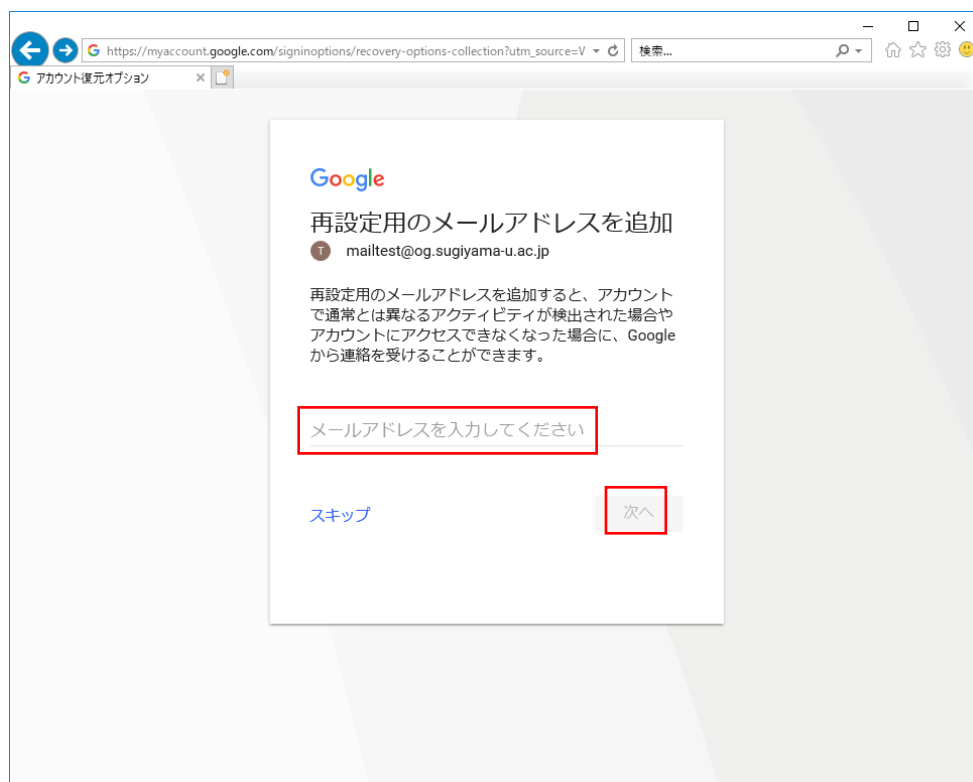 https://myaccount.google.com/signinoptions/recovery-options-collection?utm_source=V
検索...
アカウント復元オプション
Google
再設定用のメールアドレスを追加
T mailtest@og.sugiyama-u.ac.jp
再設定用のメールアドレスを追加すると、アカウント
で通常とは異なるアクティビティが検出された場合や
アカウントにアクセスできなくなった場合に、Google
から連絡を受けることができます。
メールアドレスを入力してください
スキップ
次へ